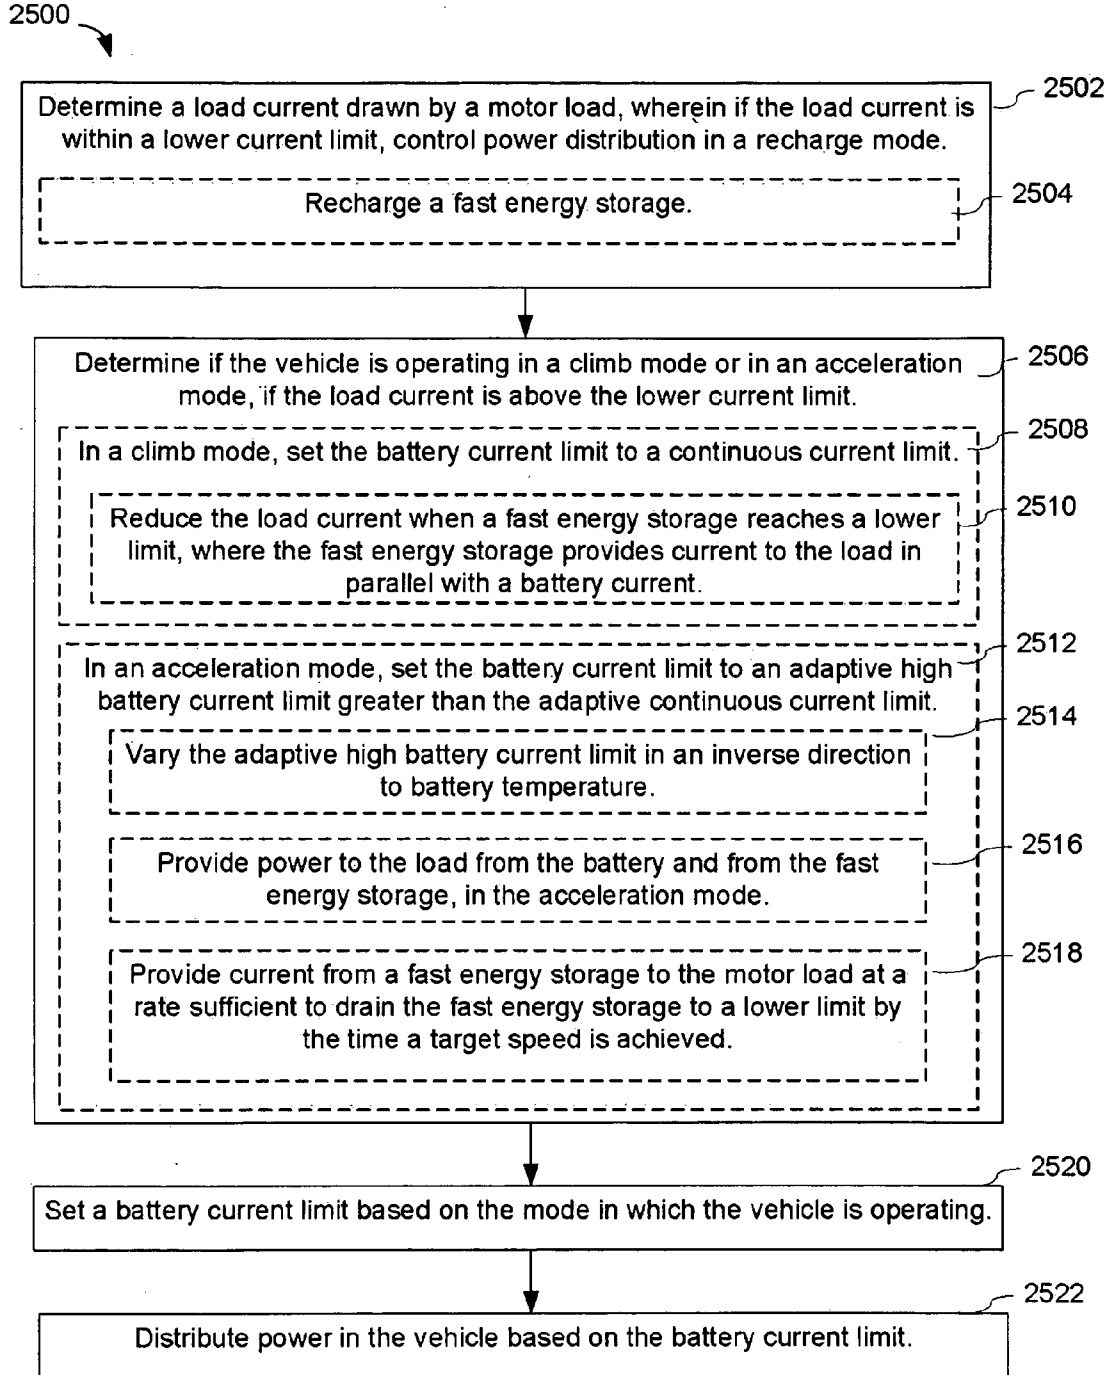 2500
2502
Determine a load current drawn by a motor load, wherein if the load current is
within a lower current limit, control power distribution in a recharge mode.
2504
Recharge a fast energy storage.
2506
Determine if the vehicle is operating in a climb mode or in an acceleration
mode, if the load current is above the lower current limit.
2508
In a climb mode, set the battery current limit to a continuous current limit.
2510
Reduce the load current when a fast energy storage reaches a lower
limit, where the fast energy storage provides current to the load in
parallel with a battery current.
2512
In an acceleration mode, set the battery current limit to an adaptive high
battery current limit greater than the adaptive continuous current limit.
2514
Vary the adaptive high battery current limit in an inverse direction
to battery temperature.
2516
Provide power to the load from the battery and from the fast
energy storage, in the acceleration mode.
2518
Provide current from a fast energy storage to the motor load at a
rate sufficient to drain the fast energy storage to a lower limit by
the time a target speed is achieved.
2520
Set a battery current limit based on the mode in which the vehicle is operating.
2522
Distribute power in the vehicle based on the battery current limit.